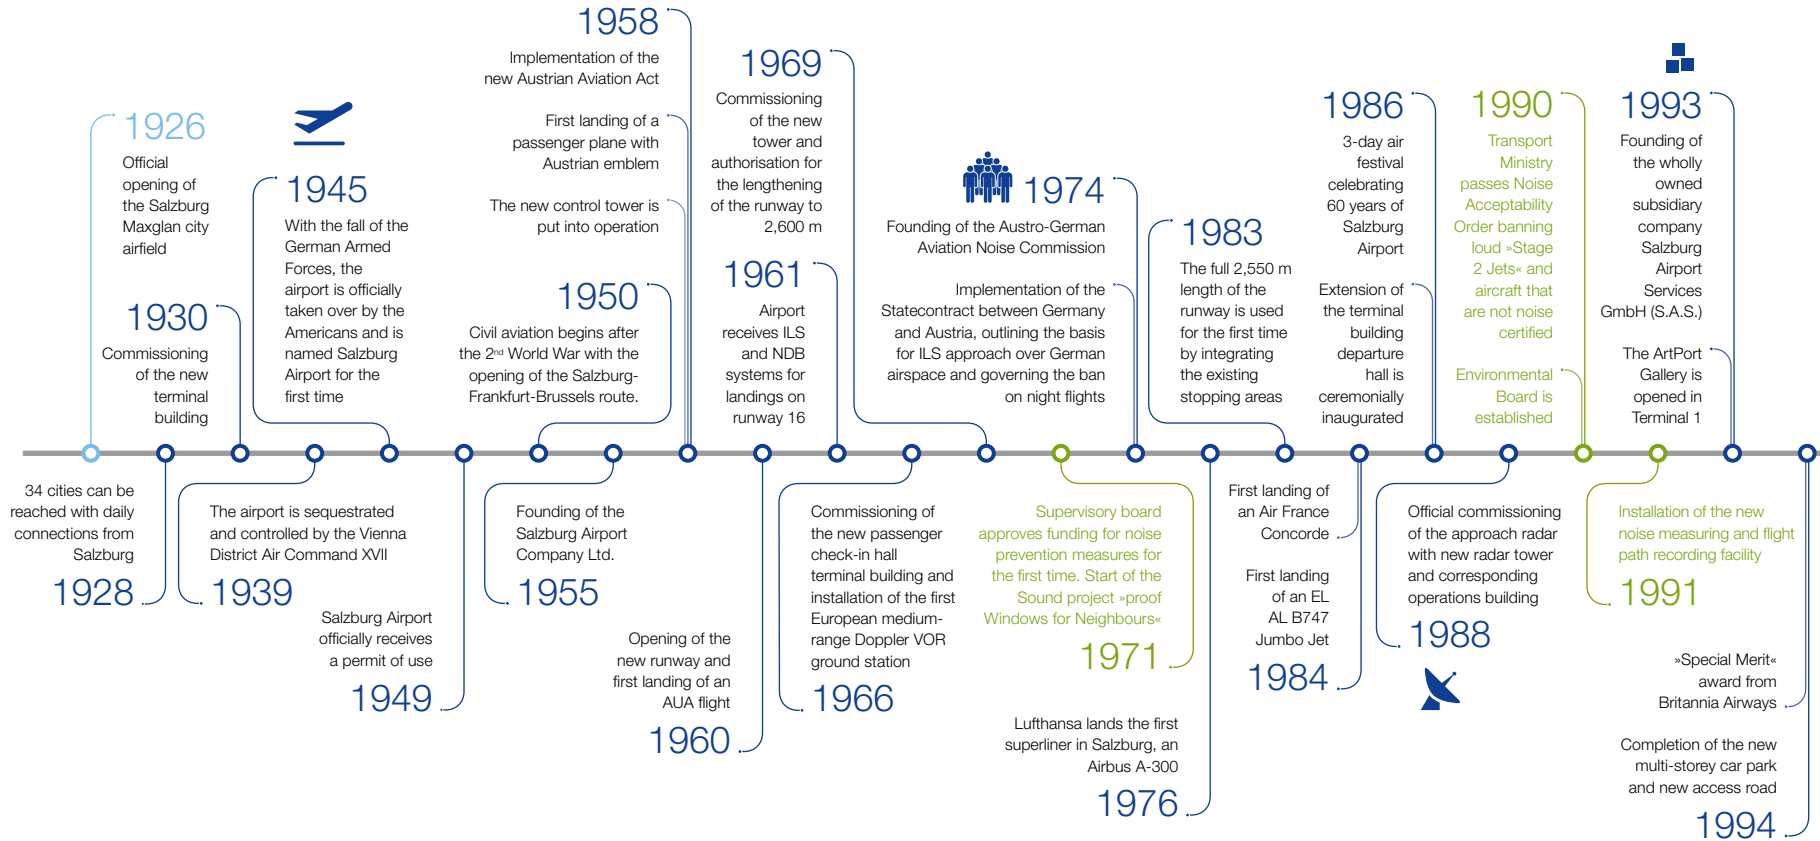 1926
Official
opening of
the Salzburg
Maxglan city
airfield
34 cities can be
reached with daily
connections from
Salzburg
1928
1930
Commissioning
of the new
terminal
building
The airport is sequestrated
and controlled by the Vienna
District Air Command XVII
1939
1945
With the fall of the
German Armed
Forces, the
airport is officially
taken over by the
Americans and is
named Salzburg
Airport for the
first time
Salzburg Airport
officially receives
a permit of use
1949
1950
Civil aviation begins after
the 2nd World War with the
opening of the Salzburg-
Frankfurt-Brussels route.
Founding of the
Salzburg Airport
Company Ltd.
1955
1958
Implementation of the
new Austrian Aviation Act
First landing of a
passenger plane with
Austrian emblem
The new control tower is
put into operation
Opening of the
new runway and
first landing of an
AUA flight
1960
1961
Airport
receives ILS
and NDB
systems for
landings on
runway 16
Commissioning of
the new passenger
check-in hall
terminal building and
installation of the first
European medium-
range Doppler VOR
ground station
1966
1969
Commissioning
of the new
tower and
authorisation for
the lengthening
of the runway to
2,600 m
Supervisory board
approves funding for noise
prevention measures for
the first time. Start of the
Sound project »proof
Windows for Neighbours«
1971
1974
Founding of the Austro-German
Aviation Noise Commission
Implementation of the
Statecontract between Germany
and Austria, outlining the basis
for ILS approach over German
airspace and governing the ban
on night flights
Lufthansa lands the first
superliner in Salzburg, an
Airbus A-300
1976
1983
The full 2,550 m
length of the
runway is used
for the first time
by integrating
the existing
stopping areas
First landing of
an Air France
Concorde
First landing
of an EL
AL B747
Jumbo Jet
1984
1986
3-day air
festival
celebrating
60 years of
Salzburg
Airport
Extension of
the terminal
building
departure
hall is
ceremonially
inaugurated
Official commissioning
of the approach radar
with new radar tower
and corresponding
operations building
1988
1990
Transport
Ministry
passes Noise
Acceptability
Order banning
loud »Stage
2 Jets« and
aircraft that
are not noise
certified
Environmental
Board is
established
Installation of the new
noise measuring and flight
path recording facility
1991
1993
Founding of
the wholly
owned
subsidiary
company
Salzburg
Airport
Services
GmbH (S.A.S.)
The ArtPort
Gallery is
opened in
Terminal 1
»Special Merit«
award from
Britannia Airways
Completion of the new
multi-storey car park
and new access road
1994